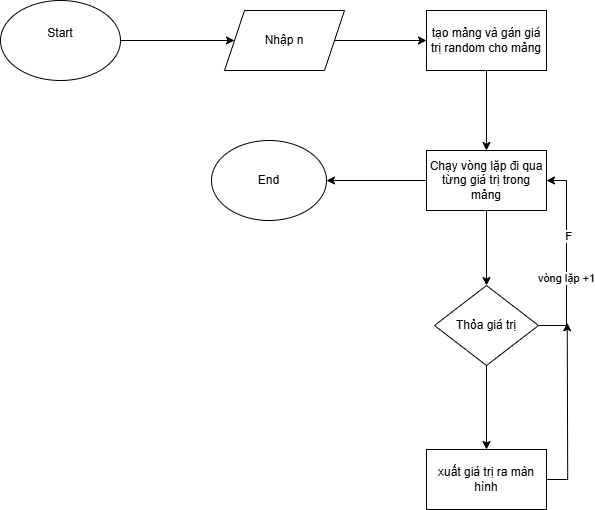 Start
Nhập n
tạo mảng và gán giá
trị random cho mảng
End
Chạy vòng lặp đi qua
từng giá trị trong
mảng
F
vòng lặp +1
Thỏa giá trị
xuất giá trị ra màn
hình